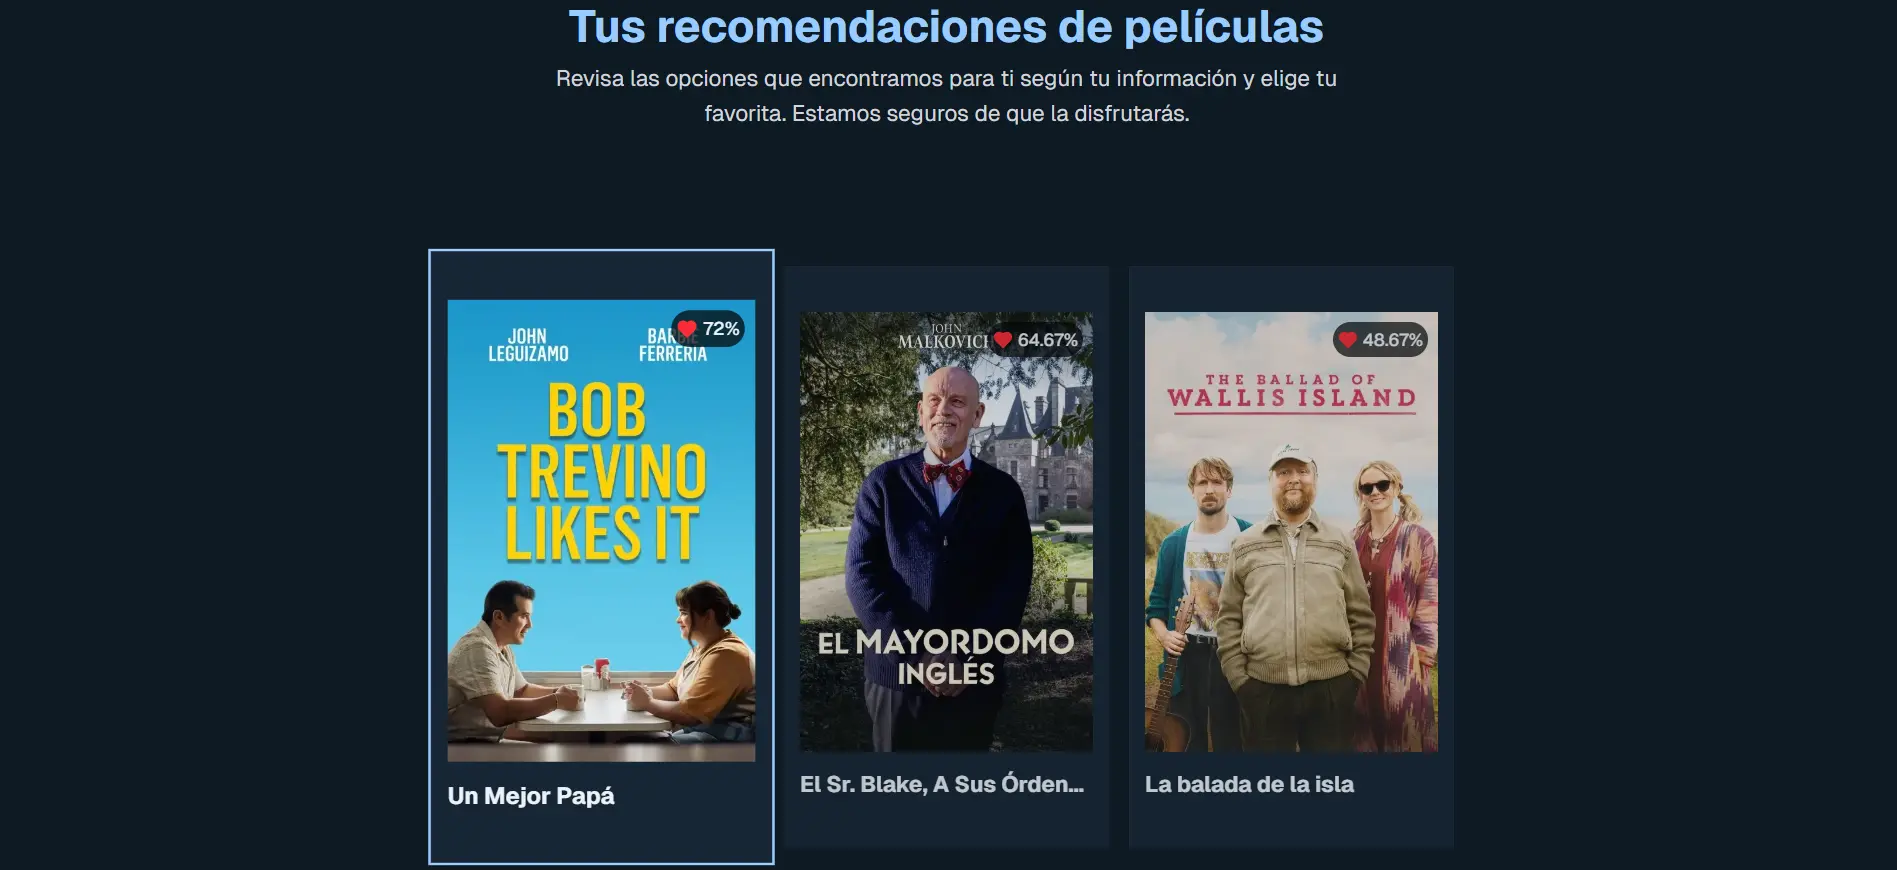 Tus recomendaciones de películas
Revisa las opciones que encontramos para ti según tu información y elige tu
favorita. Estamos seguros de que la disfrutarás.
72%
JOHN
LEGUIZAMO
FERRERIA
BOB
TREVINO
LIKES IT
Un Mejor Papá
64.67%
JOHN
EL MAYORDOMO
INGLÉS
El Sr. Blake, A Sus Órden...
48.67%
THE BALLAD OF
WALLIS ISLAND
La balada de la isla